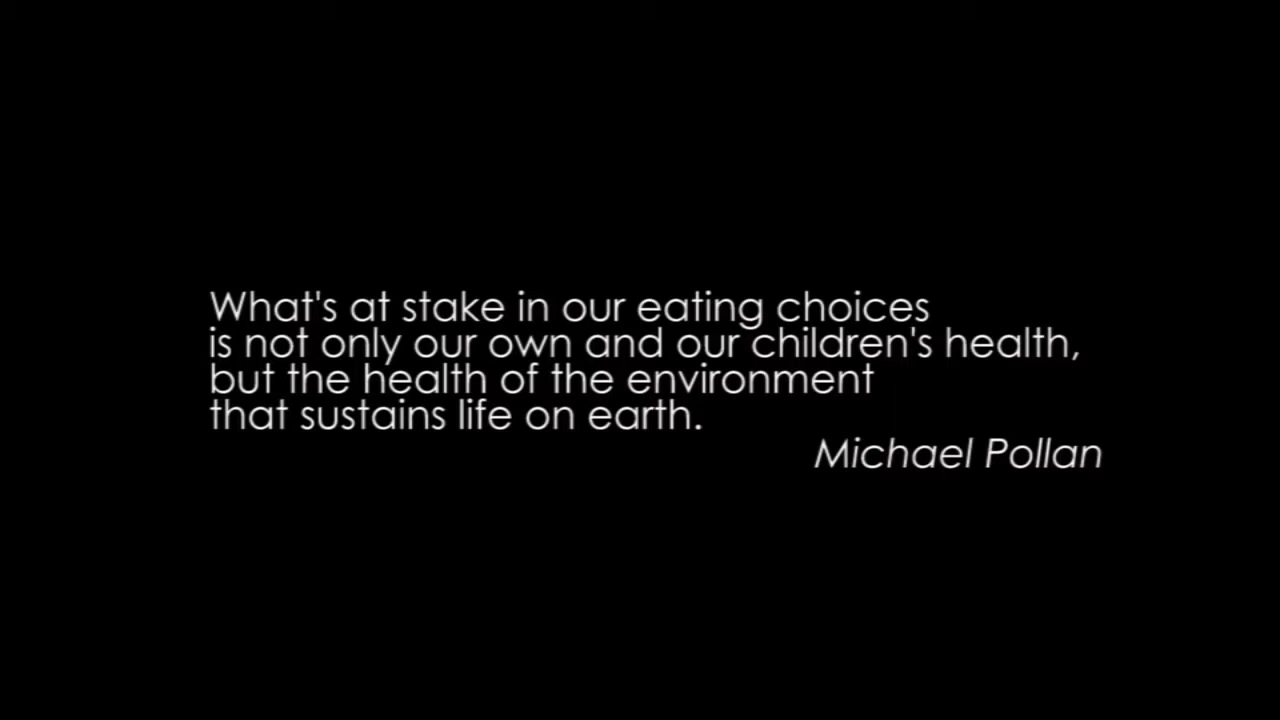 What's at stake in our eating choices
is not only our own and our children's health,
but the health of the environment
that sustains life on earth.
Michael Pollan